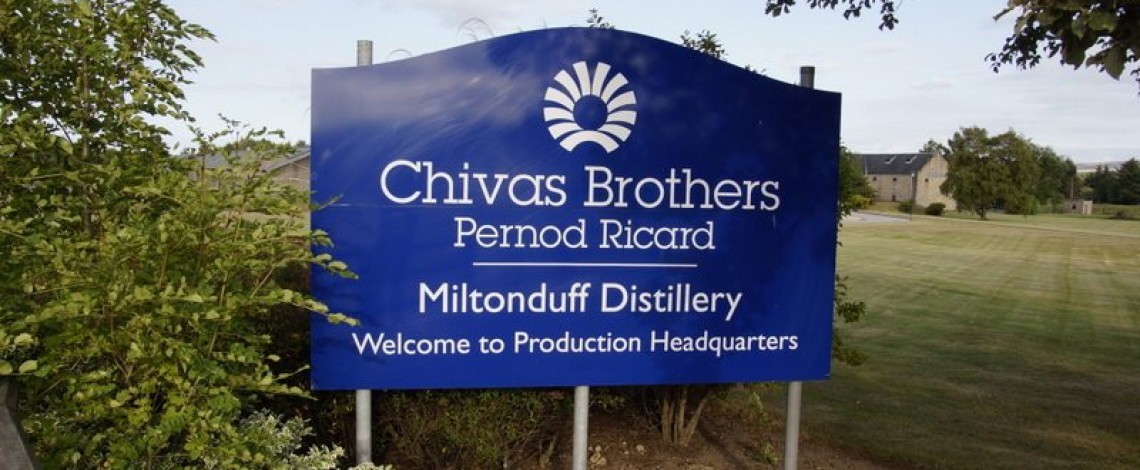 Chivas Brothers
Pernod Ricard
Miltonduff Distillery
Welcome to Production Headquarters